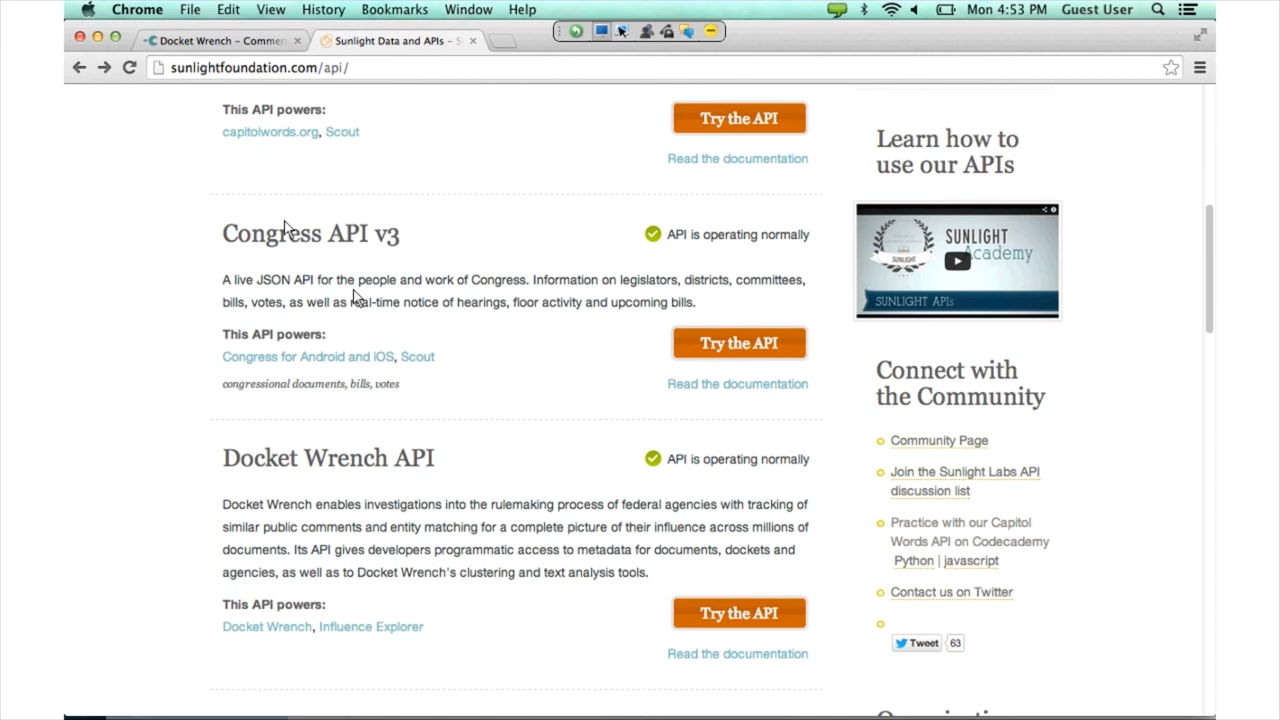 Chrome File Edit View History Bookmarks Window Help Mon 4:53 PM Guest User
Docket Wrench – Commen
Sunlight Data and APIs – S
sunlightfoundation.com/api/
This API powers:
capitolwords.org, Scout
Try the API
Read the documentation
Congress API v3
API is operating normally
A live JSON API for the people and work of Congress. Information on legislators, districts, committees,
bills, votes, as well as real-time notice of hearings, floor activity and upcoming bills.
This API powers:
Congress for Android and iOS, Scout
congressional documents, bills, votes
Try the API
Read the documentation
Docket Wrench API
API is operating normally
Docket Wrench enables investigations into the rulemaking process of federal agencies with tracking of
similar public comments and entity matching for a complete picture of their influence across millions of
documents. Its API gives developers programmatic access to metadata for documents, dockets and
agencies, as well as to Docket Wrench's clustering and text analysis tools.
This API powers:
Docket Wrench, Influence Explorer
Try the API
Read the documentation
Learn how to
use our APIs
SUNLIGHT
Academy
SUNLIGHT
SUNLIGHT APIs
Connect with
the Community
Community Page
Join the Sunlight Labs API
discussion list
Practice with our Capitol
Words API on Codecademy
Python | javascript
Contact us on Twitter
Tweet 63